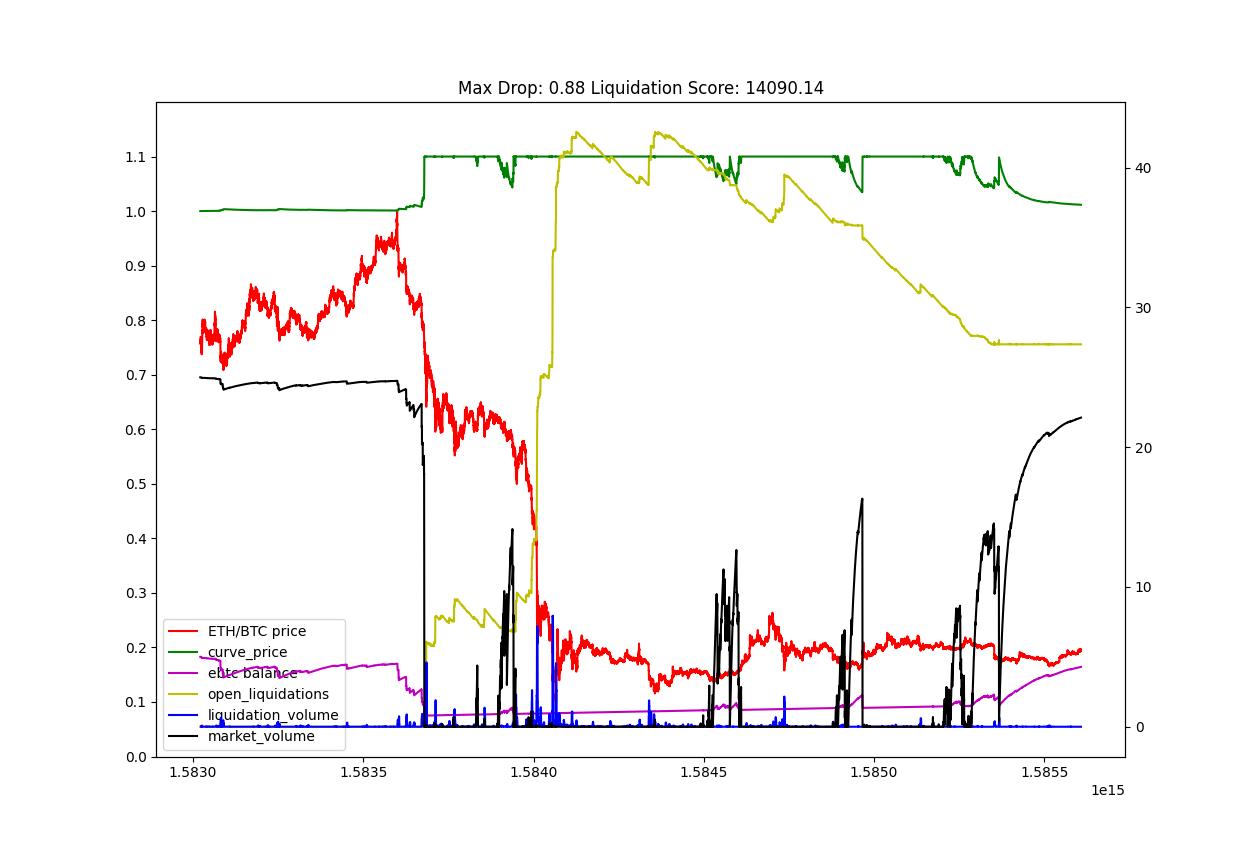 Max Drop: 0.88 Liquidation Score: 14090.14
1.1
1.0
0.9
0.8
0.7
0.6
0.5
0.4
0.3
0.2
0.1
0.0
40
30
20
10
0
ETH/BTC price
curve_price
ebtc balance
open_liquidations
liquidation_volume
market_volume
1.5830
1.5835
1.5840
1.5845
1.5850
1.5855
1e15